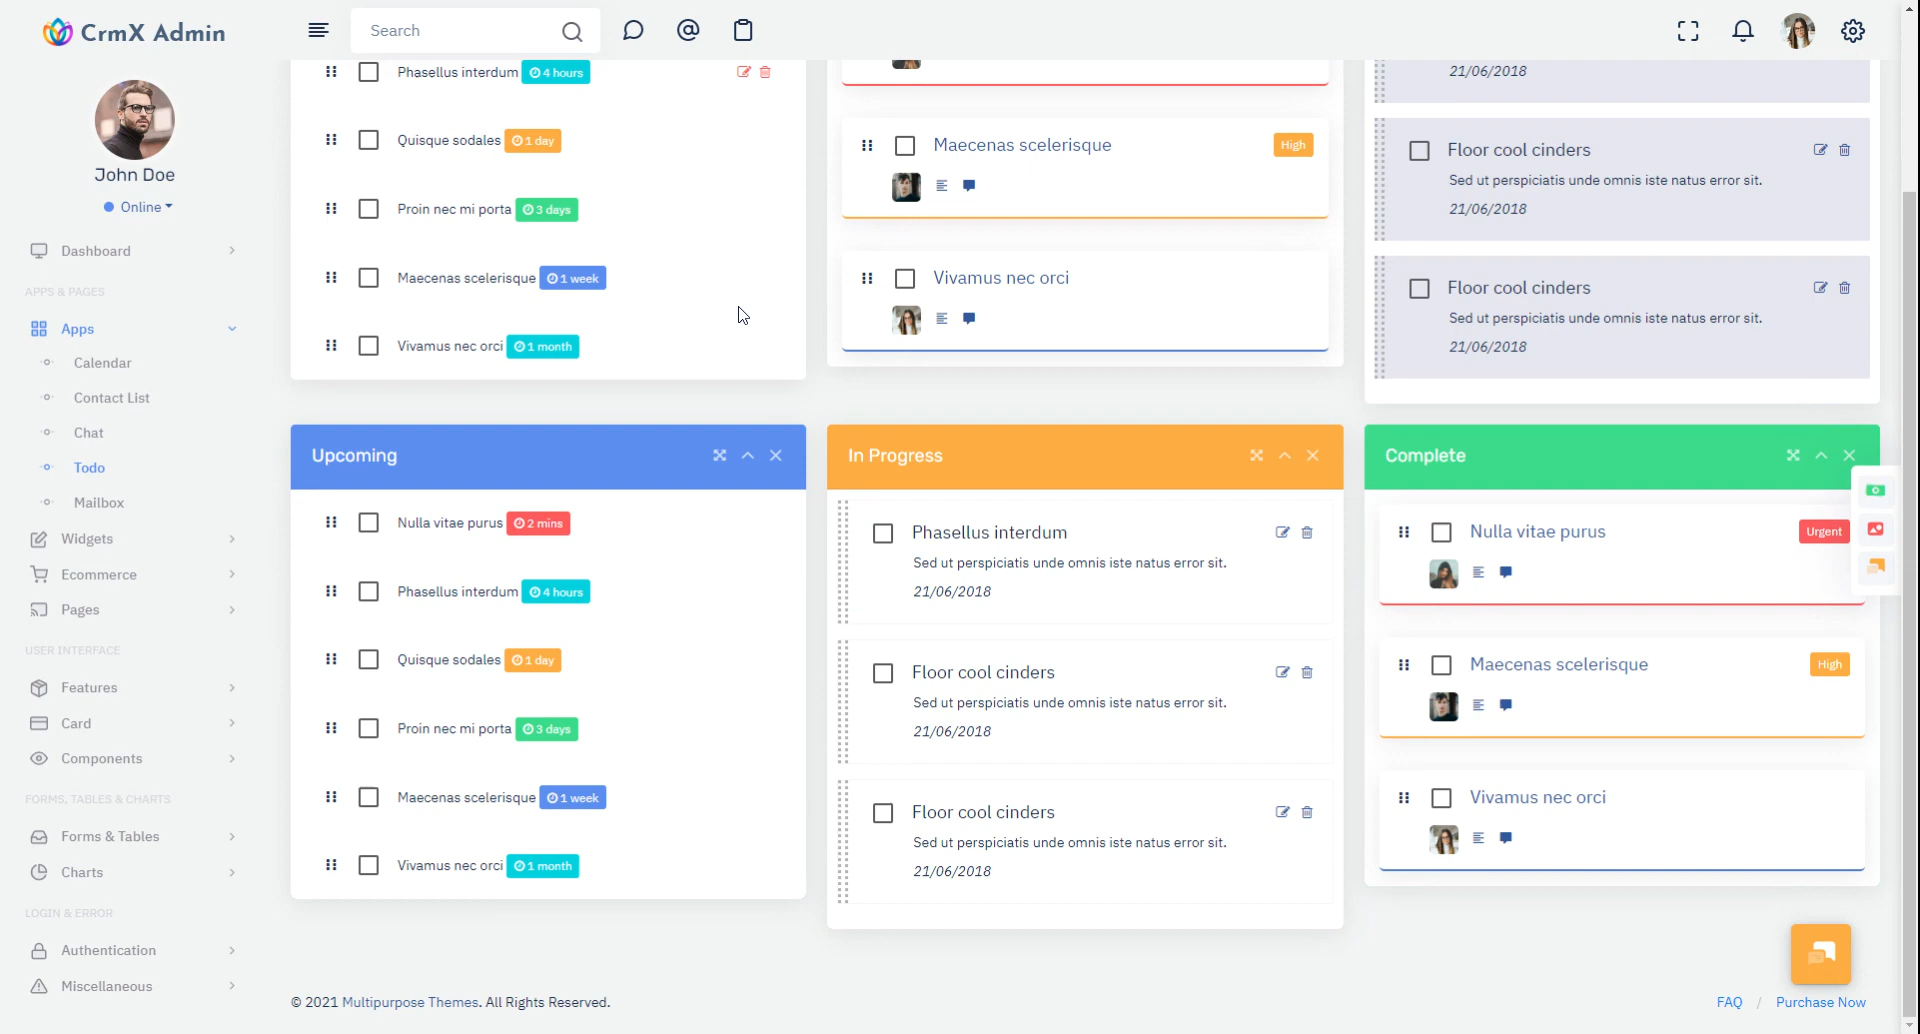 CrmX Admin
Search
John Doe
Online
Dashboard
APPS & PAGES
Apps
Calendar
Contact List
Chat
Todo
Mailbox
Widgets
Ecommerce
Pages
USER INTERFACE
Features
Card
Components
FORMS, TABLES & CHARTS
Forms & Tables
Charts
LOGIN & ERROR
Authentication
Miscellaneous
Phasellus interdum 4 hours
Quisque sodales 1 day
Proin nec mi porta 3 days
Maecenas scelerisque 1 week
Vivamus nec orci 1 month
Maecenas scelerisque High
Vivamus nec orci
21/06/2018
Floor cool cinders
Sed ut perspiciatis unde omnis iste natus error sit.
21/06/2018
Floor cool cinders
Sed ut perspiciatis unde omnis iste natus error sit.
21/06/2018
Upcoming
Nulla vitae purus 2 mins
Phasellus interdum 4 hours
Quisque sodales 1 day
Proin nec mi porta 3 days
Maecenas scelerisque 1 week
Vivamus nec orci 1 month
In Progress
Phasellus interdum
Sed ut perspiciatis unde omnis iste natus error sit.
21/06/2018
Floor cool cinders
Sed ut perspiciatis unde omnis iste natus error sit.
21/06/2018
Floor cool cinders
Sed ut perspiciatis unde omnis iste natus error sit.
21/06/2018
Complete
Nulla vitae purus Urgent
Maecenas scelerisque High
Vivamus nec orci
© 2021 Multipurpose Themes. All Rights Reserved.
FAQ / Purchase Now